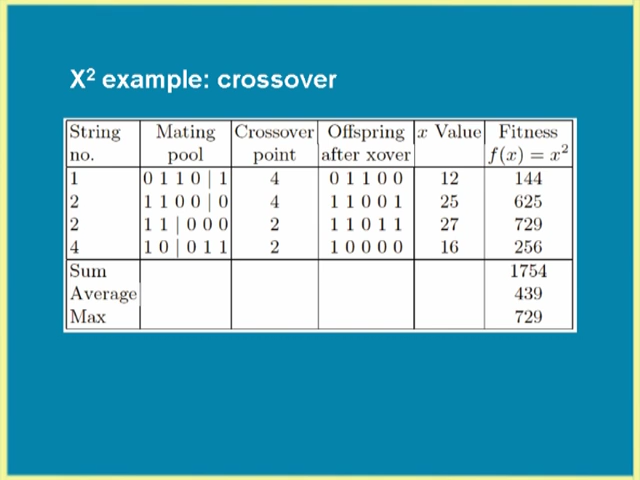 X² example: crossover
String | Mating | Crossover | Offspring | x Value | Fitness
no. | pool | point | after xover | | f(x) = x²
1 | 0 1 1 0 | 1 | 4 | 0 1 1 0 0 | 12 | 144
2 | 1 1 0 0 | 0 | 4 | 1 1 0 0 1 | 25 | 625
2 | 1 1 | 0 0 0 | 2 | 1 1 0 1 1 | 27 | 729
4 | 1 0 | 0 1 1 | 2 | 1 0 0 0 0 | 16 | 256
Sum | | | | | 1754
Average | | | | | 439
Max | | | | | 729